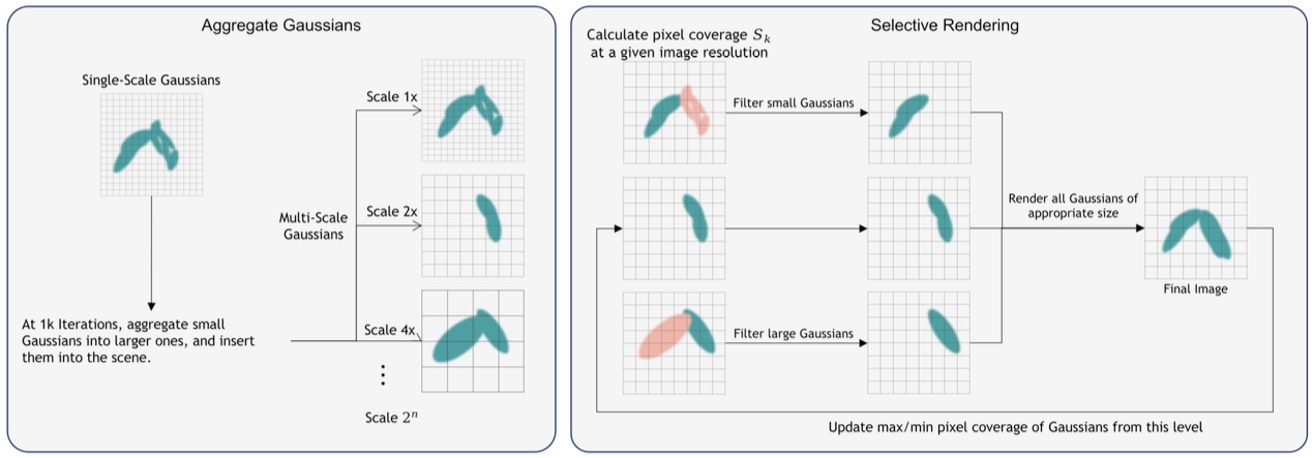 Aggregate Gaussians
Single-Scale Gaussians
At 1k Iterations, aggregate small
Gaussians into larger ones, and insert
them into the scene.
Multi-Scale
Gaussians
Scale 1x
Scale 2x
Scale 4x
Scale 2ⁿ
Selective Rendering
Calculate pixel coverage Sₖ
at a given image resolution
Filter small Gaussians
Filter large Gaussians
Render all Gaussians of
appropriate size
Final Image
Update max/min pixel coverage of Gaussians from this level